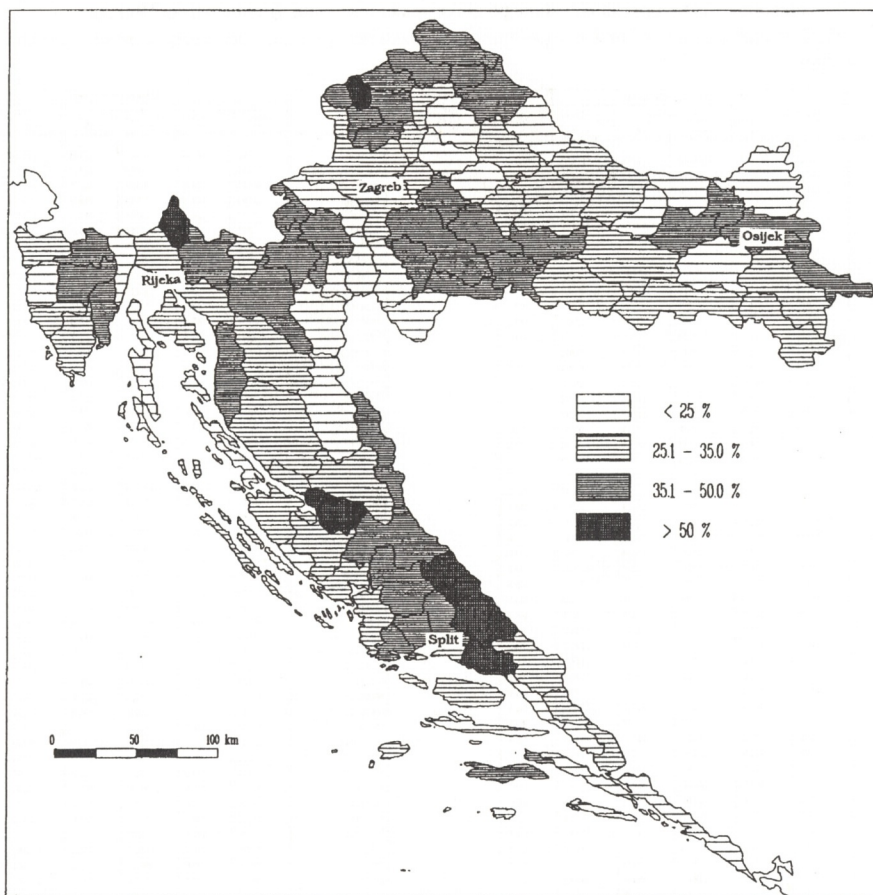 Zagreb
Osijek
Rijeka
< 25 %
25.1 – 35.0 %
35.1 – 50.0 %
> 50 %
Split
0 50 100 km